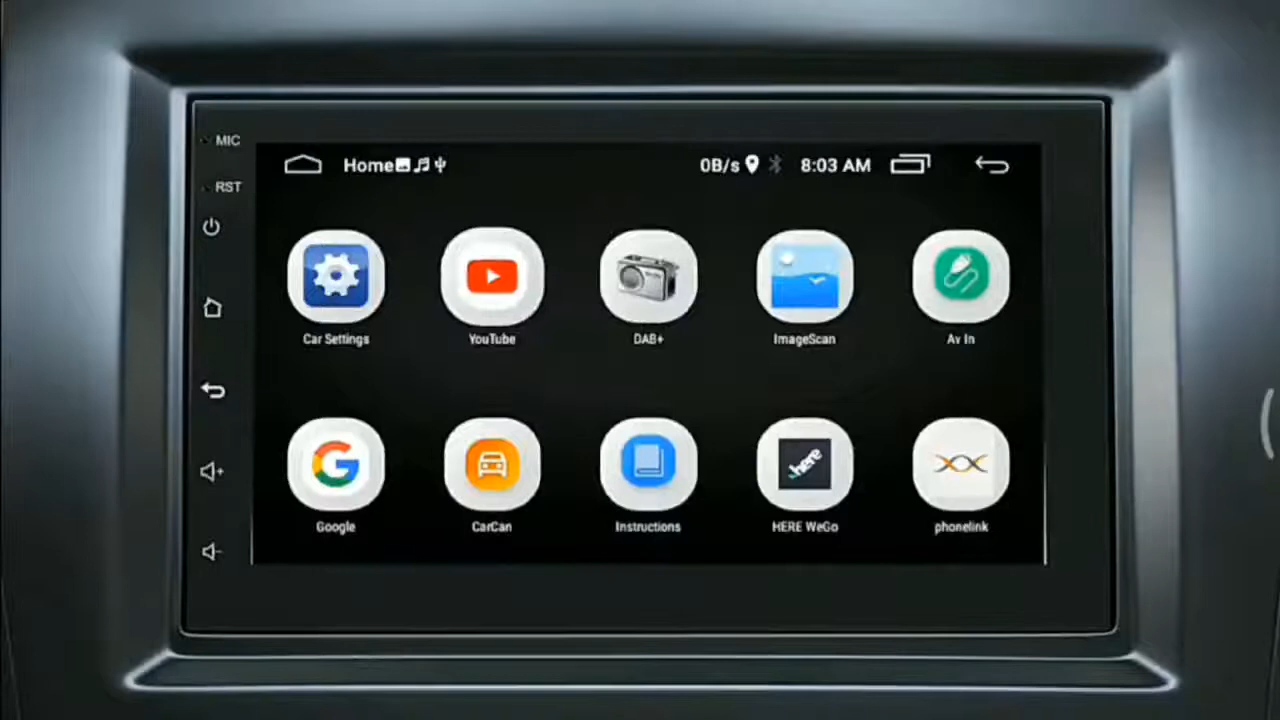 MIC
RST
Home
0B/s
8:03 AM
Car Settings
YouTube
DAB+
ImageScan
Av In
here
Google
CarCan
Instructions
HERE WeGo
phonelink